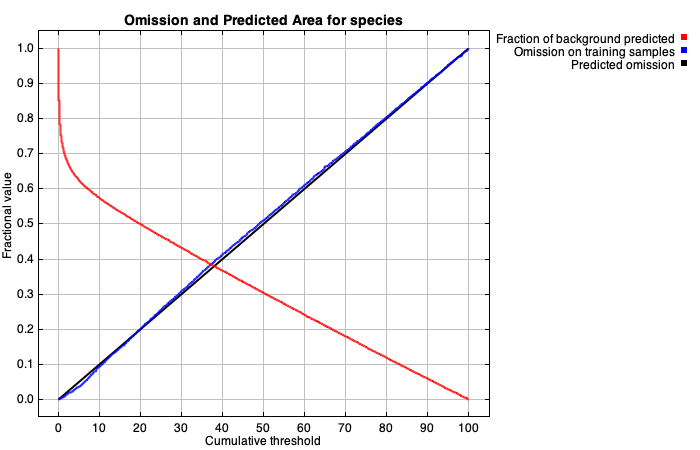 Omission and Predicted Area for species
Fraction of background predicted
Omission on training samples
Predicted omission
Fractional value
1.0
0.9
0.8
0.7
0.6
0.5
0.4
0.3
0.2
0.1
0.0
0 10 20 30 40 50 60 70 80 90 100
Cumulative threshold